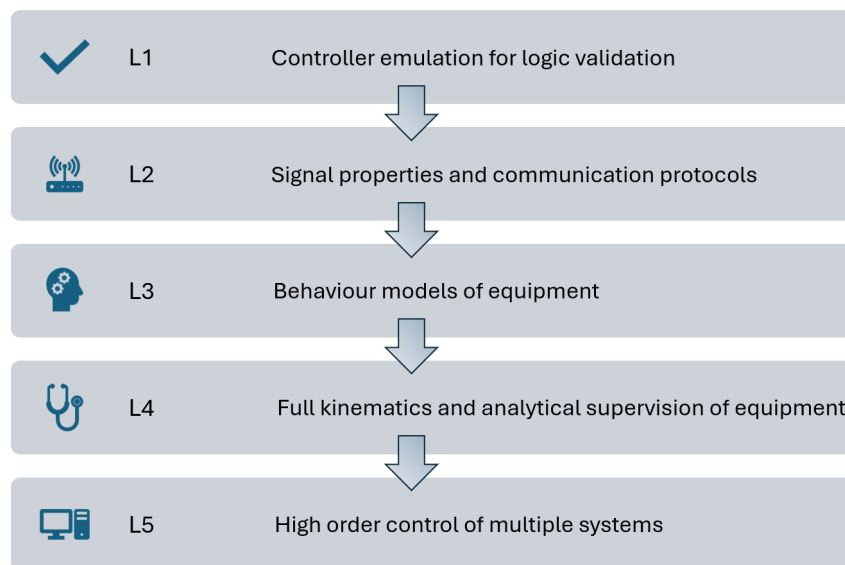 L1 Controller emulation for logic validation
L2 Signal properties and communication protocols
L3 Behaviour models of equipment
L4 Full kinematics and analytical supervision of equipment
L5 High order control of multiple systems